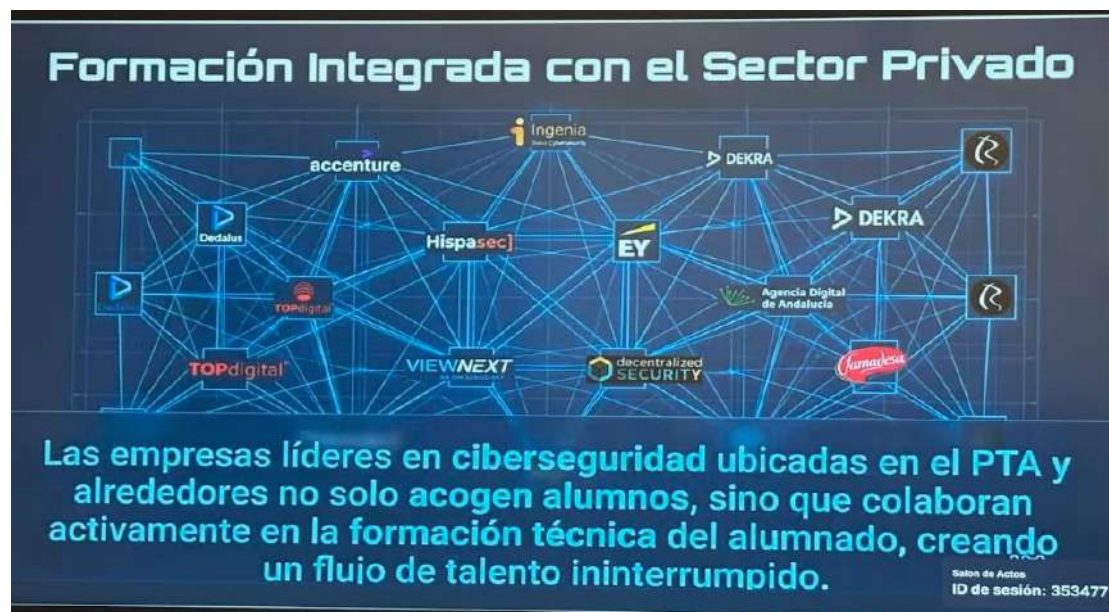 Formación Integrada con el Sector Privado
Ingenia
accenture
DEKRA
Dedalus
Hispasec]
EY
DEKRA
Dedalus
TOPdigital
Agencia Digital
de Andalucía
TOPdigital
VIEWNEXT
decentralized
SECURITY
Famadesa
Las empresas líderes en ciberseguridad ubicadas en el PTA y
alrededores no solo acogen alumnos, sino que colaboran
activamente en la formación técnica del alumnado, creando
un flujo de talento ininterrumpido.
Salon de Actos
ID de sesión: 353477